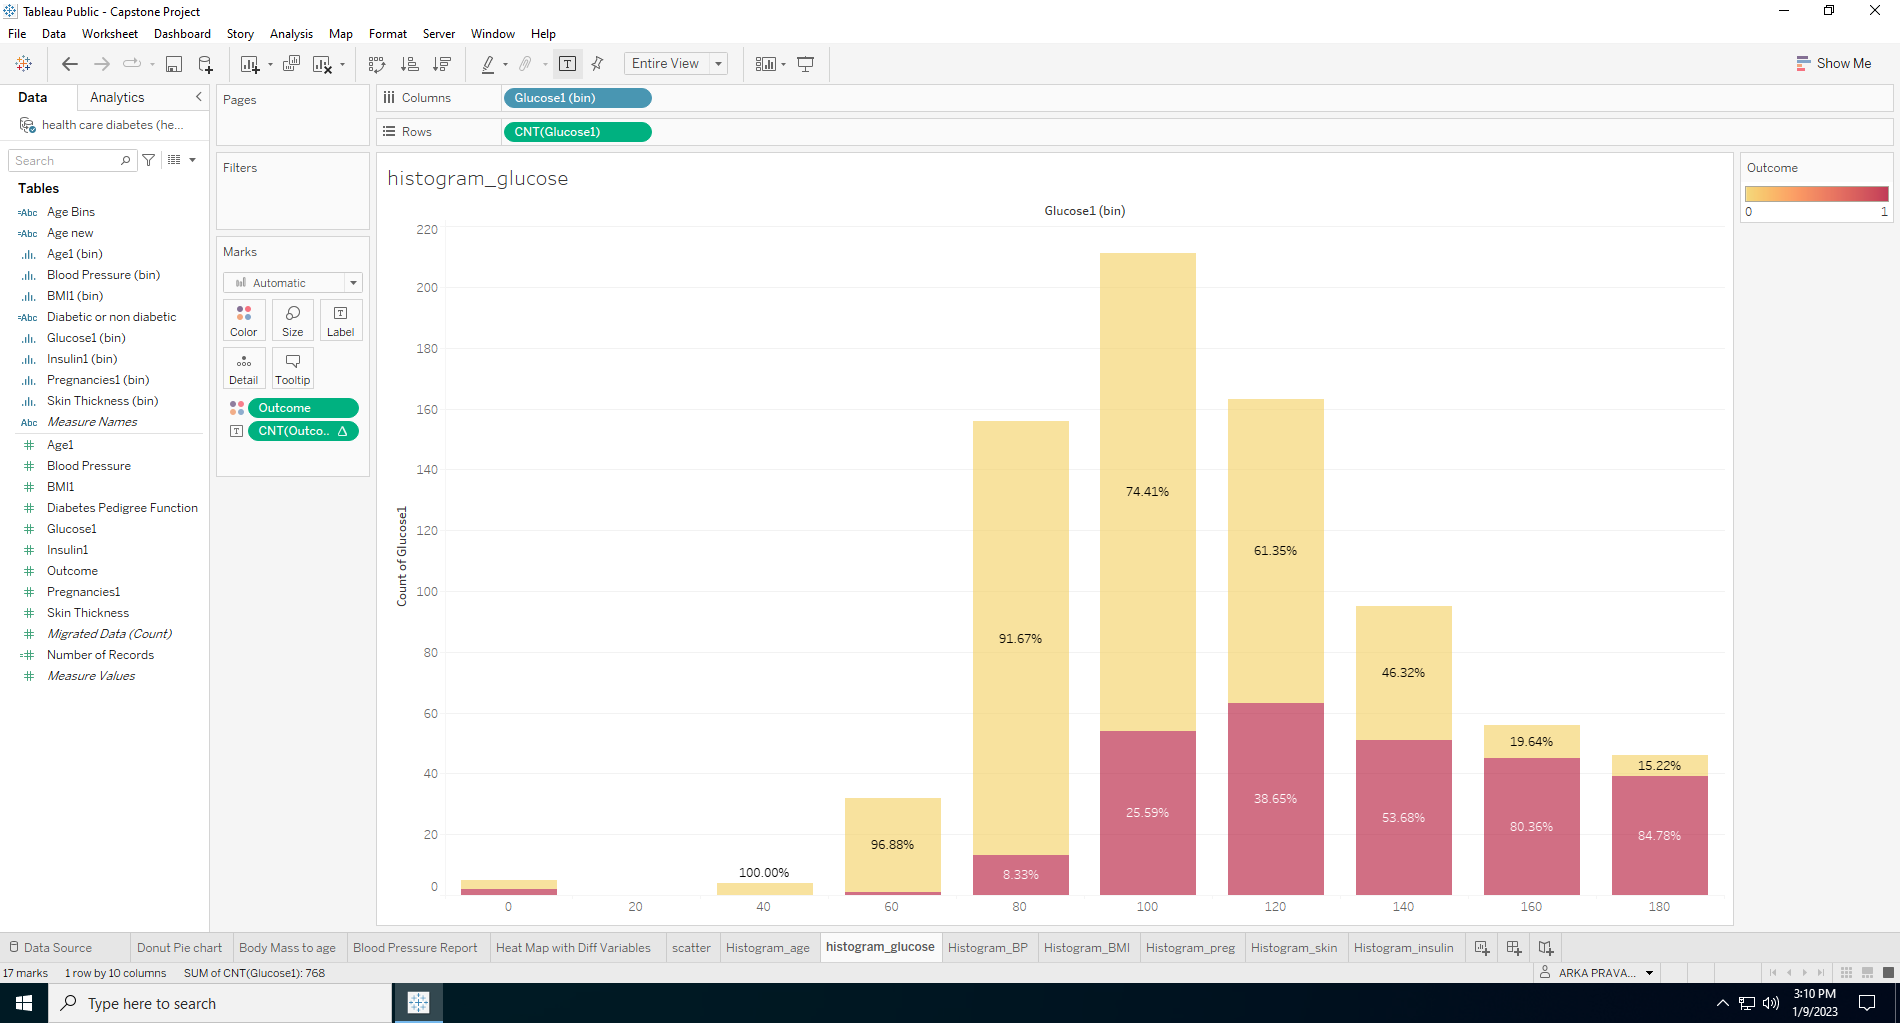 Tableau Public - Capstone Project
File Data Worksheet Dashboard Story Analysis Map Format Server Window Help
Entire View
Show Me
Data Analytics
health care diabetes (he...
Search
Tables
Age Bins
Age new
Age1 (bin)
Blood Pressure (bin)
BMI1 (bin)
Diabetic or non diabetic
Glucose1 (bin)
Insulin1 (bin)
Pregnancies1 (bin)
Skin Thickness (bin)
Measure Names
Age1
Blood Pressure
BMI1
Diabetes Pedigree Function
Glucose1
Insulin1
Outcome
Pregnancies1
Skin Thickness
Migrated Data (Count)
Number of Records
Measure Values
Pages
Filters
Marks
Automatic
Color Size Label
Detail Tooltip
Outcome
CNT(Outco..
Columns Glucose1 (bin)
Rows CNT(Glucose1)
histogram_glucose
Glucose1 (bin)
Count of Glucose1
220
200
180
160
140
120
100
80
60
40
20
0
100.00%
96.88%
91.67%
8.33%
74.41%
25.59%
61.35%
38.65%
46.32%
53.68%
19.64%
80.36%
15.22%
84.78%
0 20 40 60 80 100 120 140 160 180
Outcome
0 1
Data Source Donut Pie chart Body Mass to age Blood Pressure Report Heat Map with Diff Variables scatter Histogram_age histogram_glucose Histogram_BP Histogram_BMI Histogram_preg Histogram_skin Histogram_insulin
17 marks 1 row by 10 columns SUM of CNT(Glucose1): 768
ARKA PRAVA...
Type here to search
3:10 PM
1/9/2023